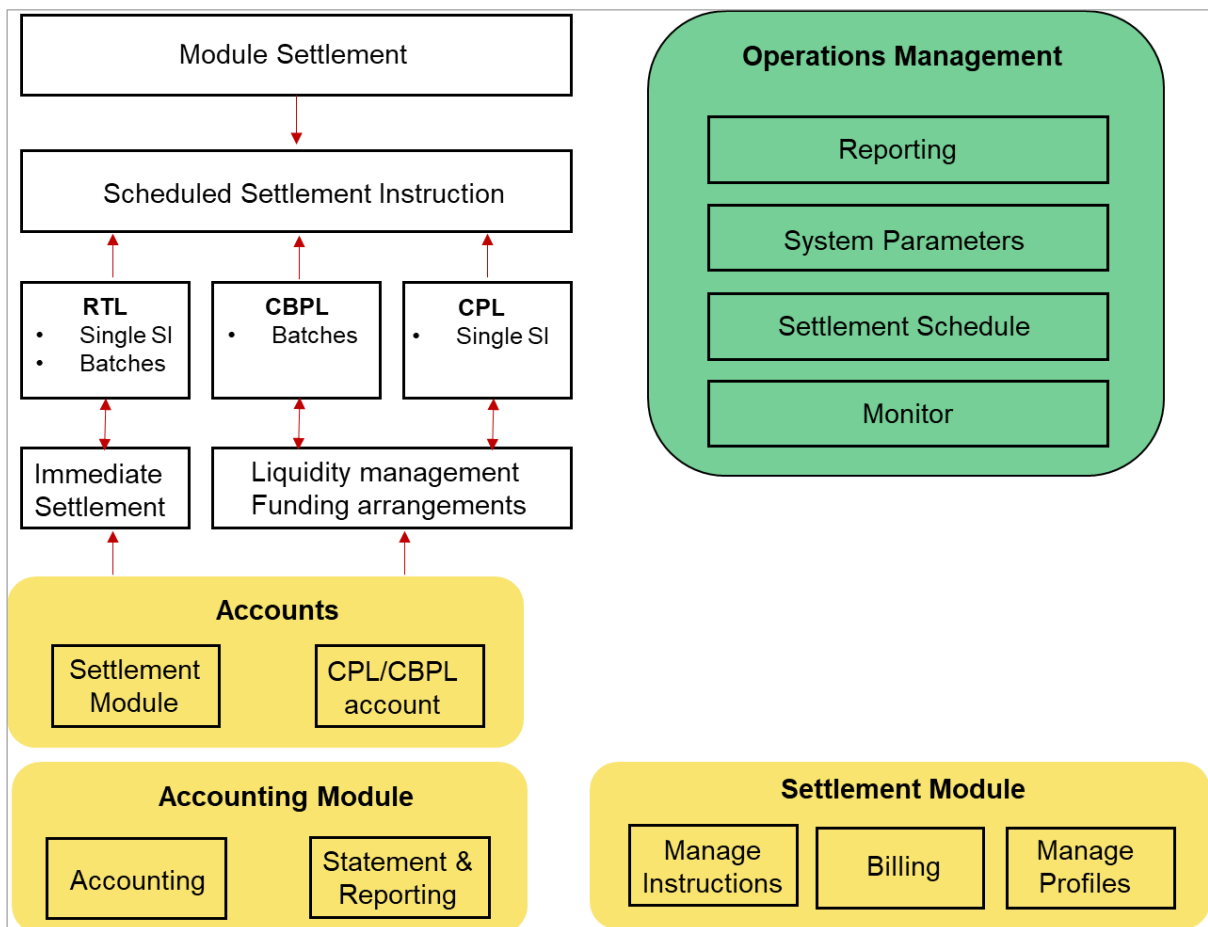 Module Settlement
Scheduled Settlement Instruction
RTL
• Single SI
• Batches
CBPL
• Batches
CPL
• Single SI
Immediate
Settlement
Liquidity management
Funding arrangements
Accounts
Settlement
Module
CPL/CBPL
account
Accounting Module
Accounting
Statement &
Reporting
Operations Management
Reporting
System Parameters
Settlement Schedule
Monitor
Settlement Module
Manage
Instructions
Billing
Manage
Profiles